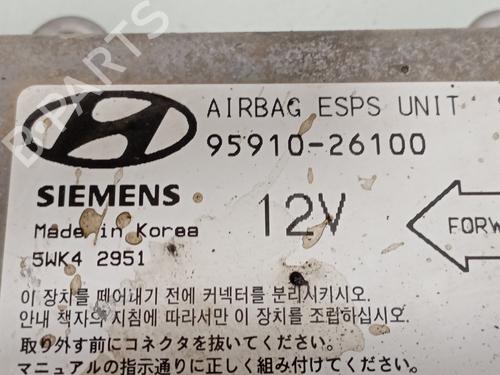 AIRBAG ESPS UNIT
95910-26100
SIEMENS
12V
Made in Korea
5WK4 2951
FORW
이 장치를 떼어내기 전에 커넥터를 분리시키시오.
안내 책자의 지침에 따라서만 이 장치를 조립하십시오.
取り外す前にコネクタを抜いてください。
マニュアルの指示通りに正しく組み付けてください。